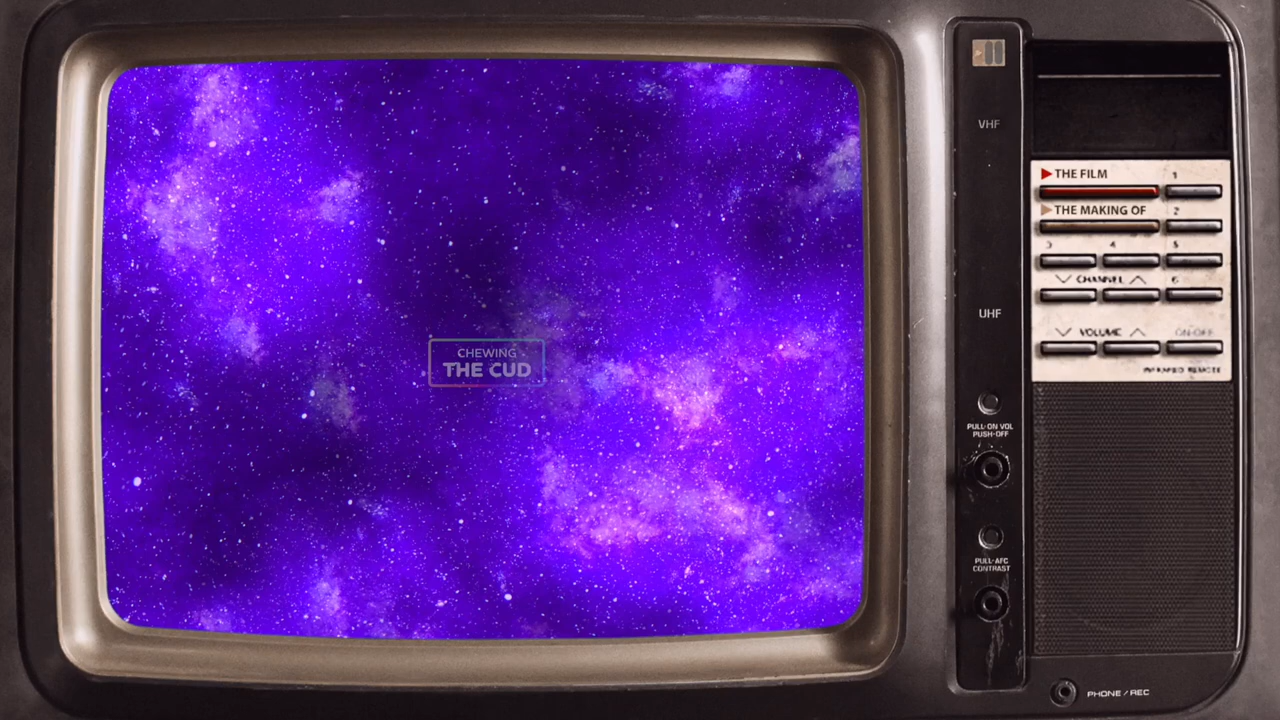 CHEWING
THE CUD
VHF
UHF
PULL-ON VOL
PUSH-OFF
PULL-AFC
CONTRAST
THE FILM
1
THE MAKING OF
2
3 4 5
CHANNEL 6
VOLUME ON-OFF
INFRARED REMOTE
PHONE / REC